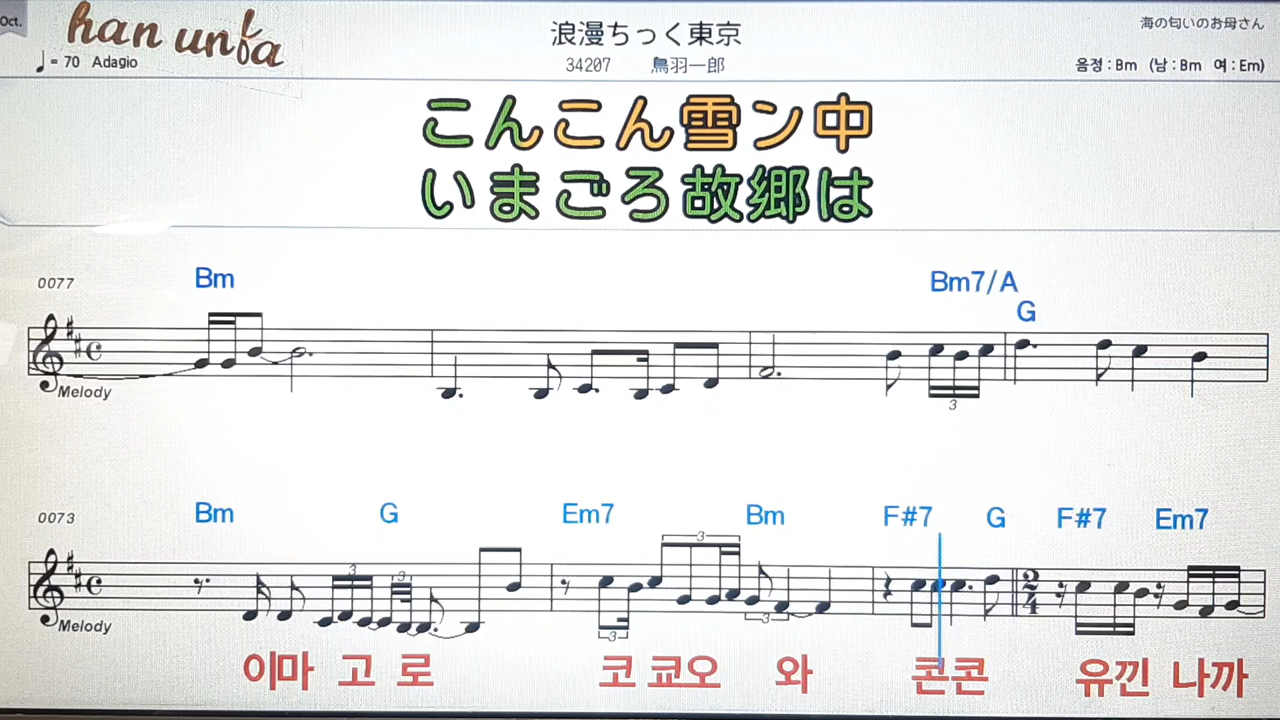 Oct.
han unfa
= 70 Adagio
浪漫ちっく東京
34207 鳥羽一郎
海の匂いのお母さん
음정 : Bm (남 : Bm 여 : Em)
こんこん雪ン中
いまごろ故郷は
0077
Bm Bm7/A
G
Melody
3
0073
Bm G Em7 Bm F#7 G F#7 Em7
3 3 3 3 3
2
4
Melody
이마 고 로 코 쿄오 와 콘콘 유낀 나까